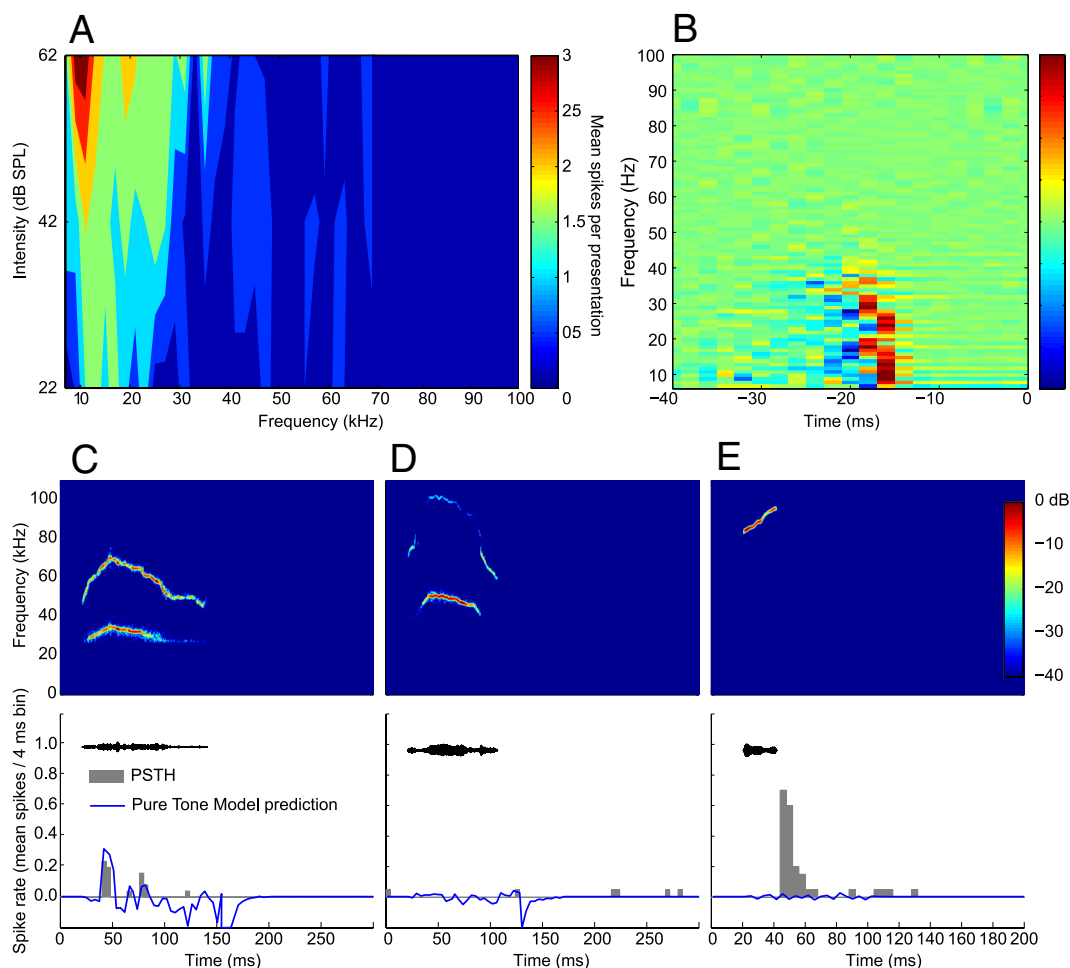 A
B
62
42
22
Intensity (dB SPL)
10 20 30 40 50 60 70 80 90 100
Frequency (kHz)
3
2.5
2
1.5
1
05
0
Mean spikes per presentation
100
90
80
70
60
50
40
30
20
10
Frequency (Hz)
−40 −30 −20 −10 0
Time (ms)
C
D
E
100
80
60
40
20
0
Frequency (kHz)
0 dB
−10
−20
−30
−40
1.0
0.8
0.6
0.4
0.2
0.0
Spike rate (mean spikes / 4 ms bin)
PSTH
Pure Tone Model prediction
0 50 100 150 200 250
Time (ms)
0 50 100 150 200 250
Time (ms)
0 20 40 60 80 100 120 140 160 180 200
Time (ms)